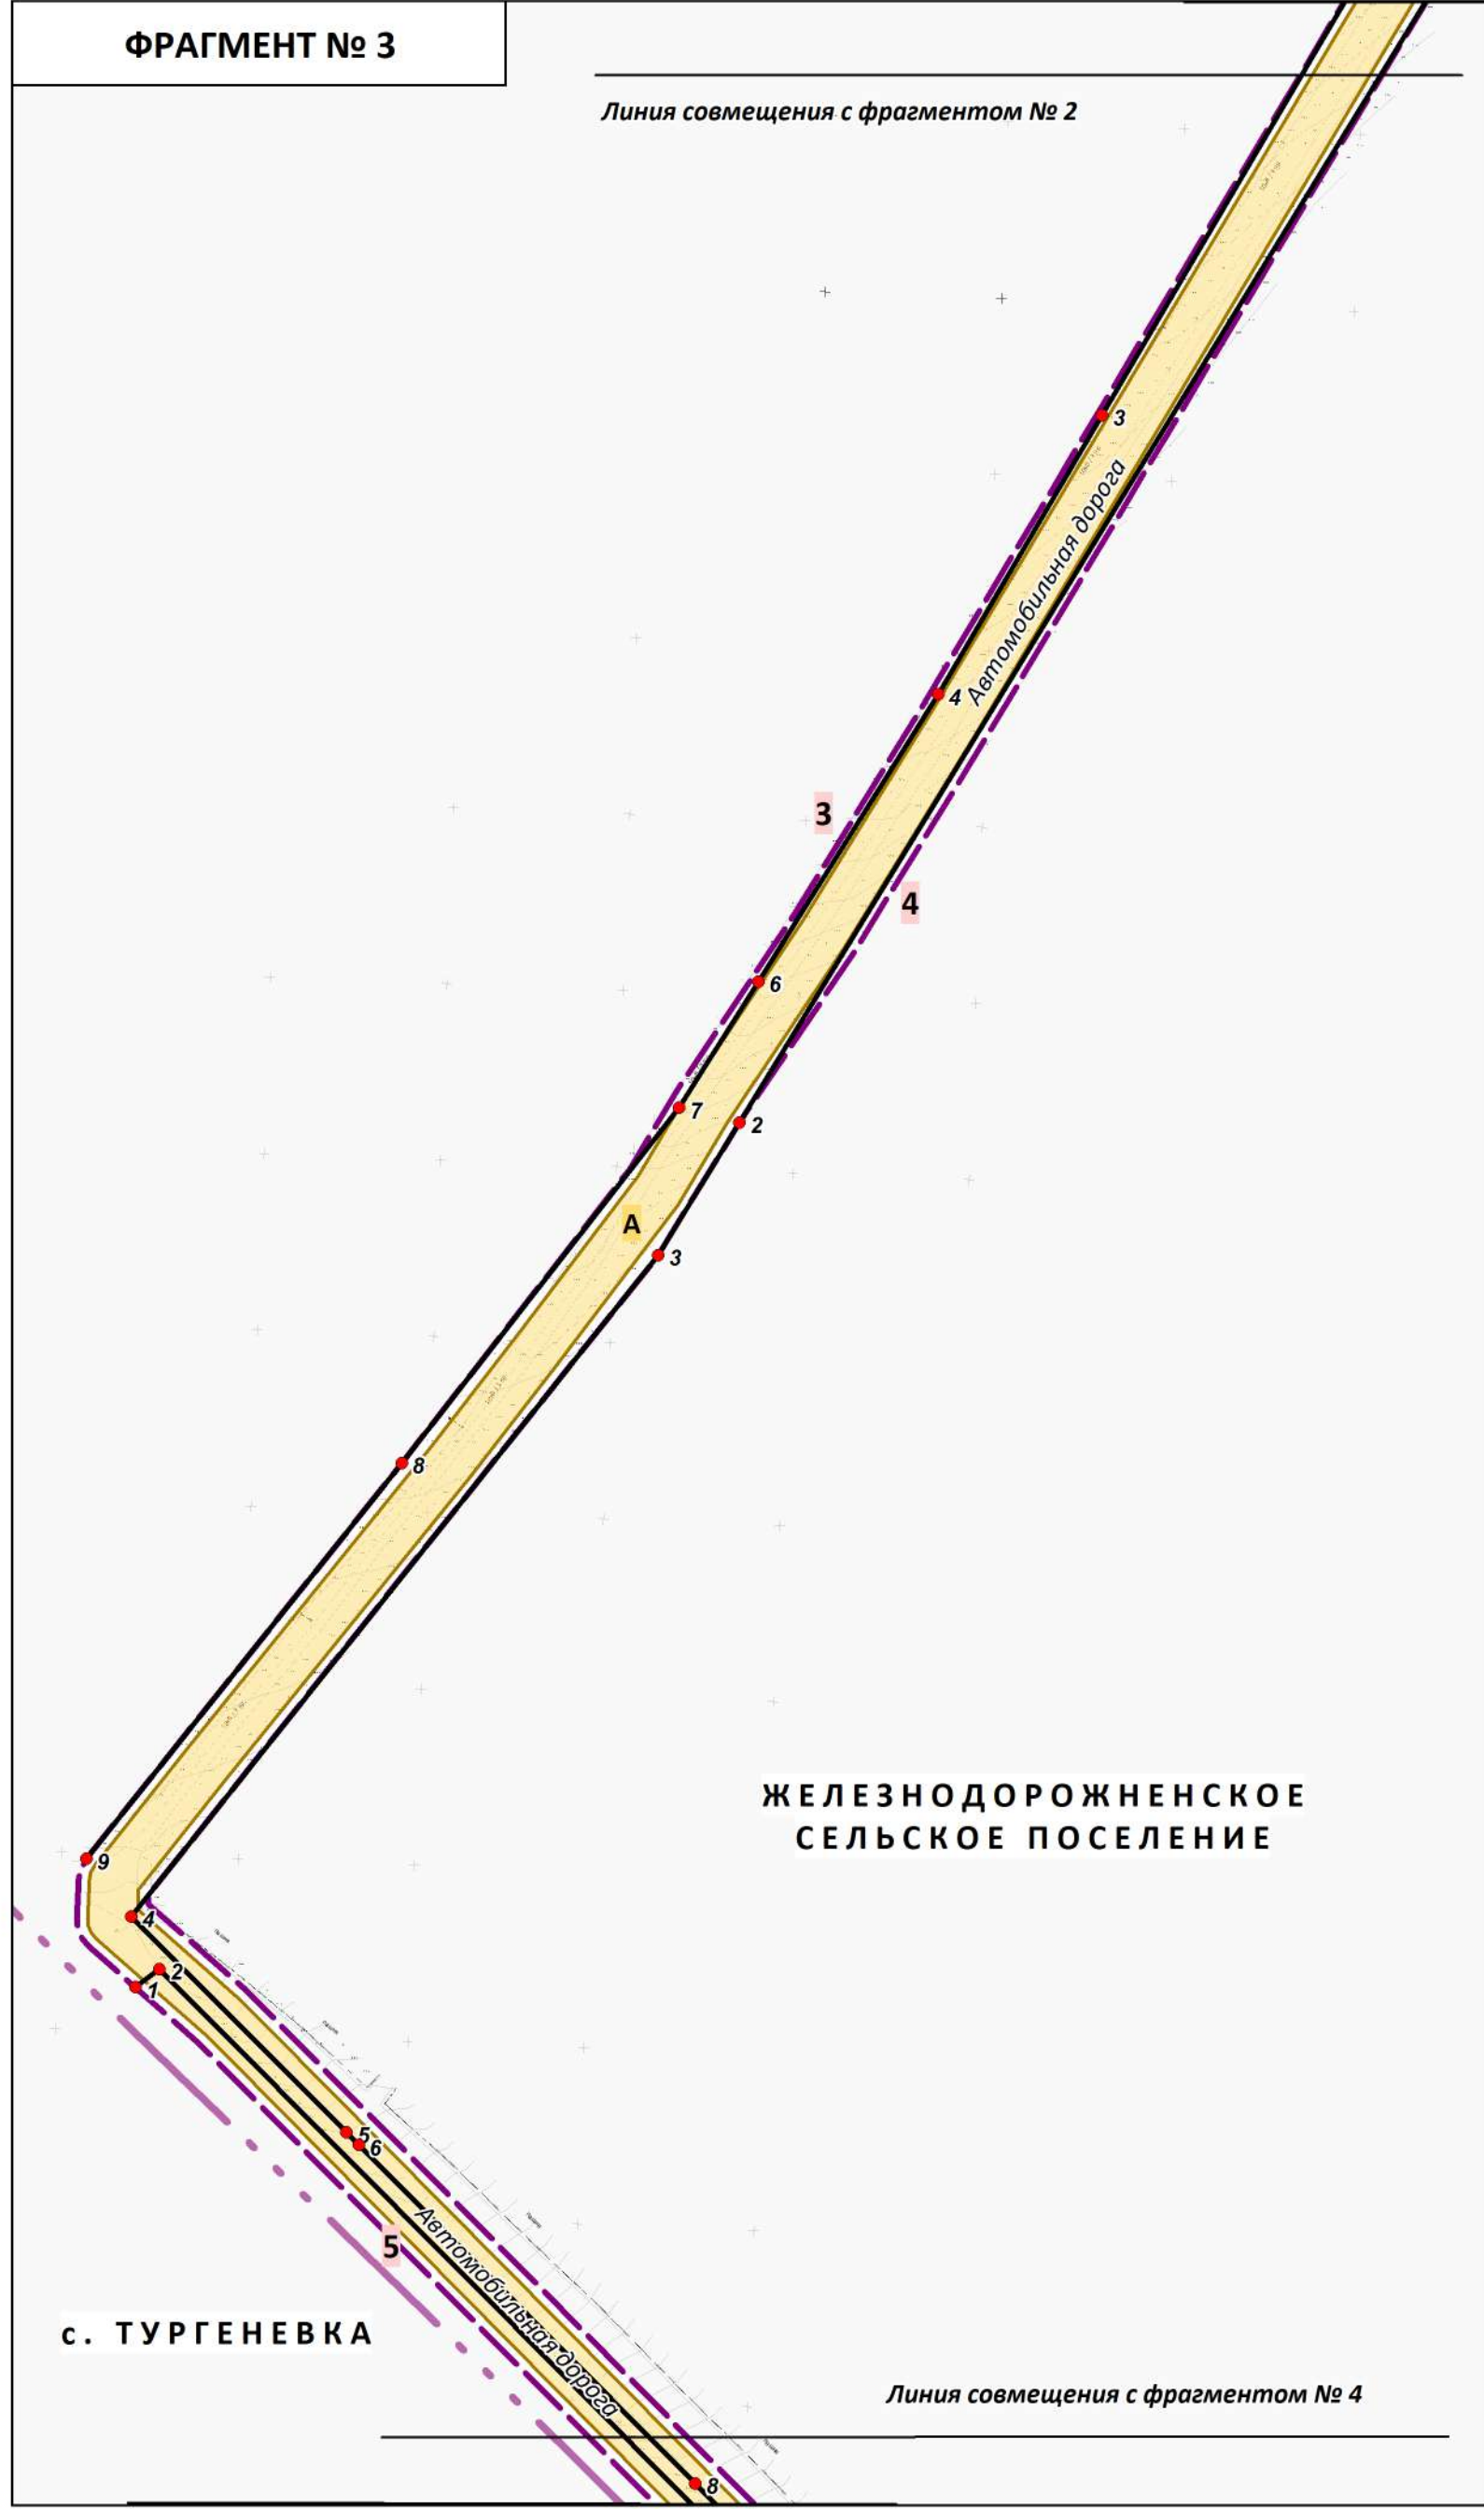 ФРАГМЕНТ № 3
Линия совмещения с фрагментом № 2
3
Автомобильная дорога
4
3
4
6
7
2
А
3
8
ЖЕЛЕЗНОДОРОЖНЕНСКОЕ
СЕЛЬСКОЕ ПОСЕЛЕНИЕ
9
4
2
1
5
6
Автомобильная дорога
5
с. ТУРГЕНЕВКА
Линия совмещения с фрагментом № 4
8